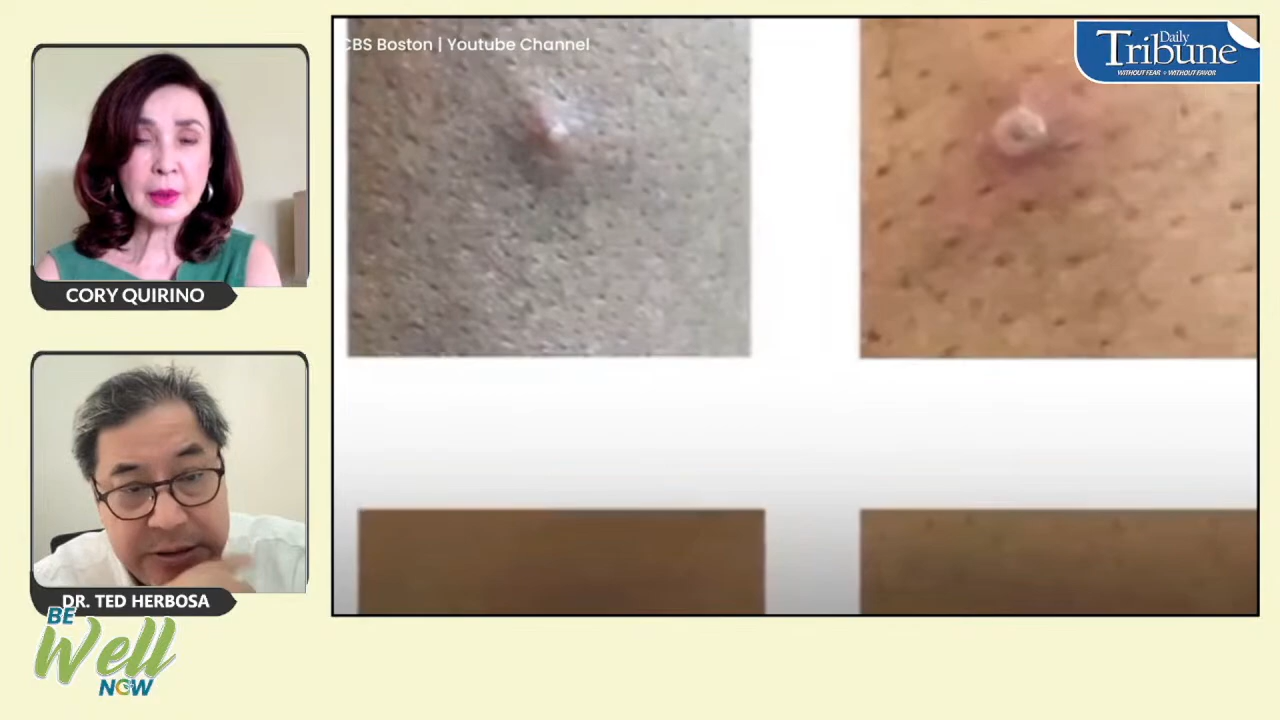 CBS Boston | Youtube Channel
Daily
Tribune
WITHOUT FEAR + WITHOUT FAVOR
CORY QUIRINO
DR. TED HERBOSA
BE
Well
NOW